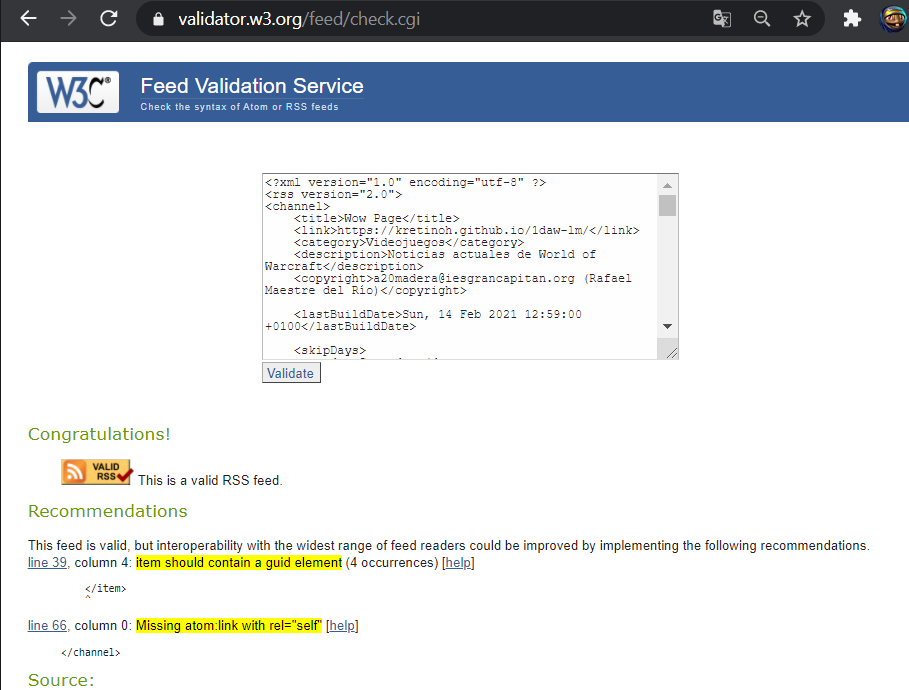 validator.w3.org/feed/check.cgi
W3C®
Feed Validation Service
Check the syntax of Atom or RSS feeds
<?xml version="1.0" encoding="utf-8" ?>
<rss version="2.0">
<channel>
<title>Wow Page</title>
<link>https://kretinoh.github.io/1daw-lm/</link>
<category>Videojuegos</category>
<description>Noticias actuales de World of
Warcraft</description>
<copyright>a20madera@iesgrancapitan.org (Rafael
Maestre del Río)</copyright>
<lastBuildDate>Sun, 14 Feb 2021 12:59:00
+0100</lastBuildDate>
<skipDays>
Validate
Congratulations!
VALID
RSS
This is a valid RSS feed.
Recommendations
This feed is valid, but interoperability with the widest range of feed readers could be improved by implementing the following recommendations.
line 39, column 4: item should contain a guid element (4 occurrences) [help]
</item>
^
line 66, column 0: Missing atom:link with rel="self" [help]
</channel>
Source: